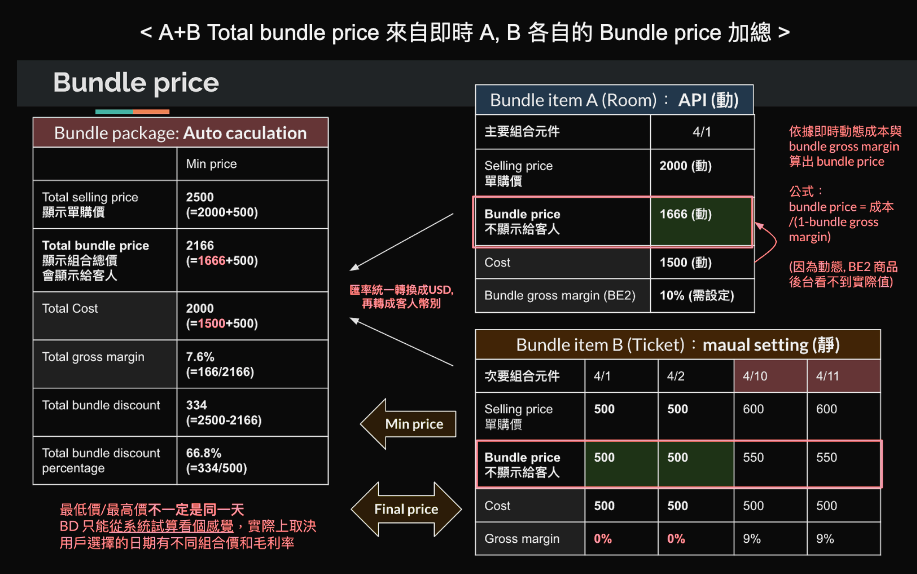 < A+B Total bundle price 來自即時 A, B 各自的 Bundle price 加總 >
Bundle price
Bundle package: Auto caculation
Min price
Total selling price
顯示單購價
2500
(=2000+500)
Total bundle price
顯示組合總價
會顯示給客人
2166
(=1666+500)
Total Cost
2000
(=1500+500)
Total gross margin
7.6%
(=166/2166)
Total bundle discount
334
(=2500-2166)
Total bundle discount
percentage
66.8%
(=334/500)
最低價/最高價不一定是同一天
BD 只能從系統試算看個感覺，實際上取決
用戶選擇的日期有不同組合價和毛利率
匯率統一轉換成USD,
再轉成客人幣別
Min price
Final price
Bundle item A (Room)： API (動)
主要組合元件
4/1
Selling price
單購價
2000 (動)
Bundle price
不顯示給客人
1666 (動)
Cost
1500 (動)
Bundle gross margin (BE2)
10% (需設定)
依據即時動態成本與
bundle gross margin
算出 bundle price
公式：
bundle price = 成本
/(1-bundle gross
margin)
(因為動態, BE2 商品
後台看不到實際值)
Bundle item B (Ticket)：maual setting (靜)
次要組合元件
4/1
4/2
4/10
4/11
Selling price
單購價
500
500
600
600
Bundle price
不顯示給客人
500
500
550
550
Cost
500
500
500
500
Gross margin
0%
0%
9%
9%